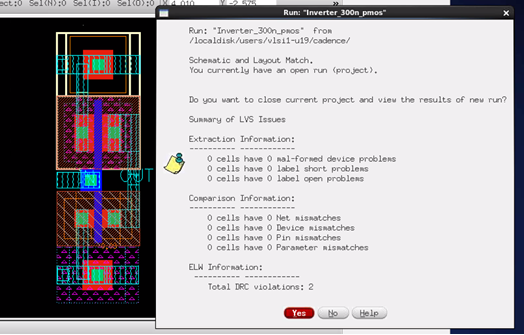 ect:0 Sel(N):0 Sel(I):0 Sel(O):0 X 4.010 Y -2.575
Run: "Inverter_300n_pmos"
Run: "Inverter_300n_pmos" from
/localdisk/users/vlsi1-u19/cadence/
Schematic and Layout Match.
You currently have an open run (project).
Do you want to close current project and view the results of new run?
Summary of LVS Issues
Extraction Information:
---------- ------------
0 cells have 0 mal-formed device problems
0 cells have 0 label short problems
0 cells have 0 label open problems
Comparison Information:
---------- ------------
0 cells have 0 Net mismatches
0 cells have 0 Device mismatches
0 cells have 0 Pin mismatches
0 cells have 0 Parameter mismatches
ELW Information:
---------- ------------
Total DRC violations: 2
Yes No Help
OUT